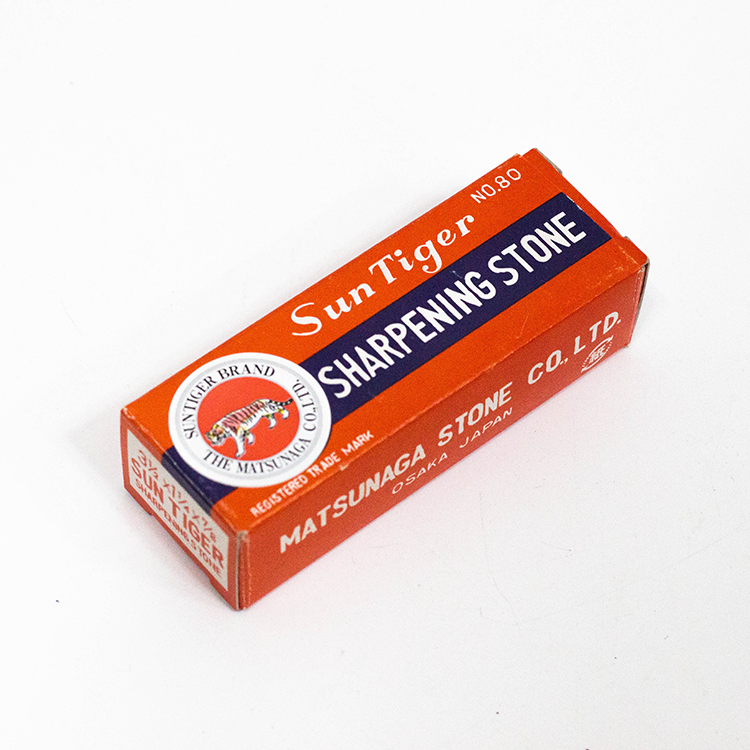 NO.80
Sun Tiger
SHARPENING STONE
SUNTIGER BRAND
THE MATSUNAGA CO.,LTD.
REGISTERED TRADE MARK
MATSUNAGA STONE CO., LTD.
OSAKA JAPAN
SUN TIGER
SHARPENING STONE